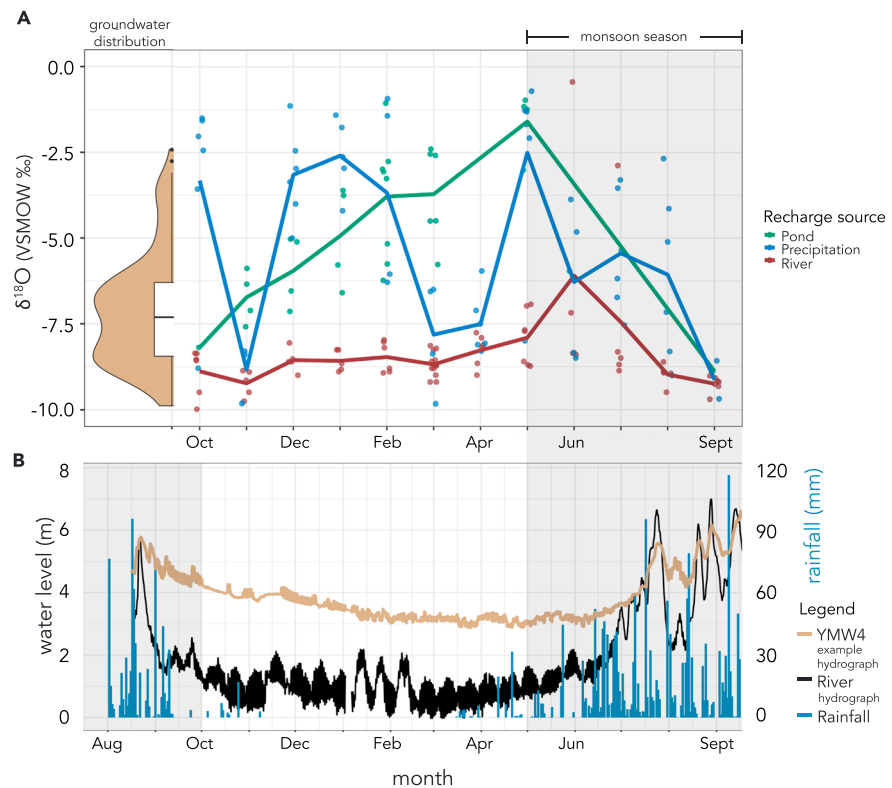 A
groundwater
distribution
monsoon season
0.0
-2.5
-5.0
-7.5
-10.0
δ18O (VSMOW ‰)
Oct Dec Feb Apr Jun Sept
Recharge source
Pond
Precipitation
River
B
8
6
4
2
0
water level (m)
120
90
60
30
0
rainfall (mm)
Legend
YMW4
example
hydrograph
River
hydrograph
Rainfall
Aug Oct Dec Feb Apr Jun Sept
month